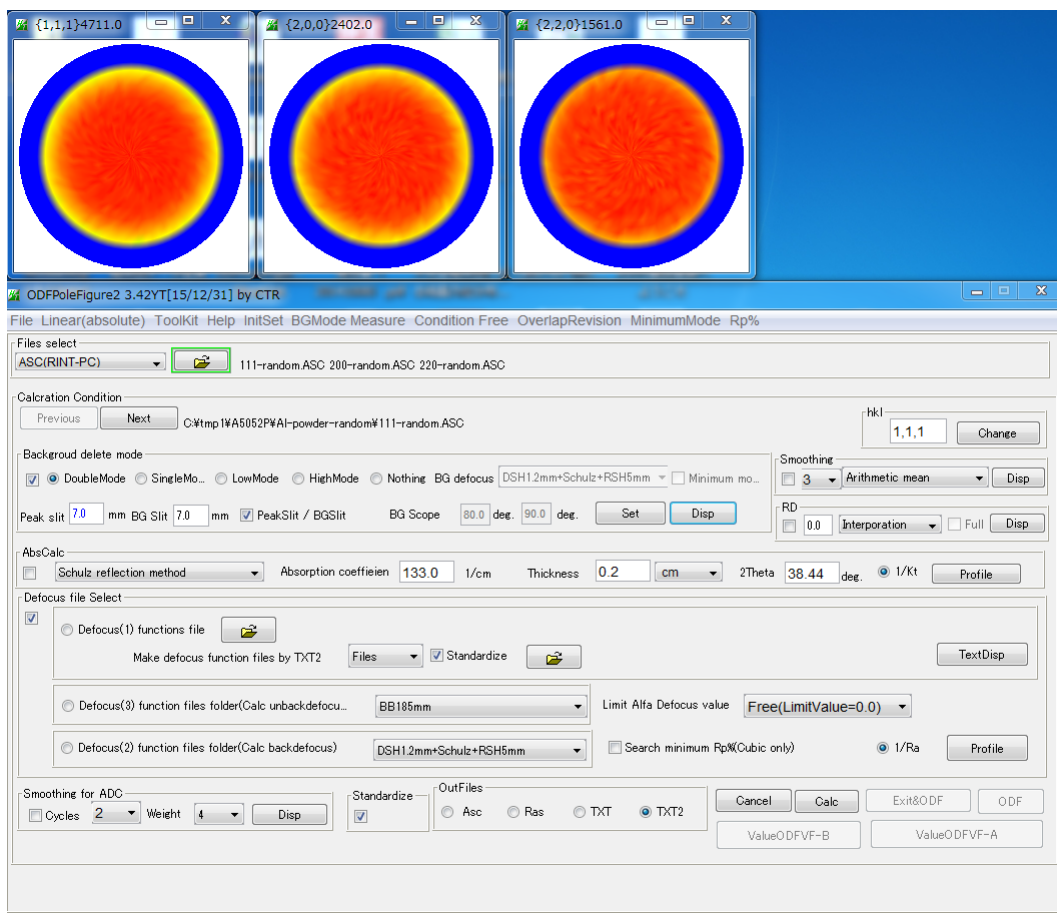 {1,1,1}4711.0
{2,0,0}2402.0
{2,2,0}1561.0
ODFPoleFigure2 3.42YT[15/12/31] by CTR
File Linear(absolute) ToolKit Help InitSet BGMode Measure Condition Free OverlapRevision MinimumMode Rp%
Files select
ASC(RINT-PC) 111-random.ASC 200-random.ASC 220-random.ASC
Calcration Condition
Previous Next C:¥tmp1¥A5052P¥Al-powder-random¥111-random.ASC
hkl
1,1,1 Change
Backgroud delete mode
DoubleMode SingleMo... LowMode HighMode Nothing BG defocus DSH1.2mm+Schulz+RSH5mm Minimum mo...
Peak slit 7.0 mm BG Slit 7.0 mm PeakSlit / BGSlit BG Scope 80.0 deg. 90.0 deg. Set Disp
Smoothing
3 Arithmetic mean Disp
RD
0.0 Interporation Full Disp
AbsCalc
Schulz reflection method Absorption coeffieien 133.0 1/cm Thickness 0.2 cm 2Theta 38.44 deg. 1/Kt Profile
Defocus file Select
Defocus(1) functions file
Make defocus function files by TXT2 Files Standardize TextDisp
Defocus(3) function files folder(Calc unbackdefocu... BB185mm Limit Alfa Defocus value Free(LimitValue=0.0)
Defocus(2) function files folder(Calc backdefocus) DSH1.2mm+Schulz+RSH5mm Search minimum Rp%(Cubic only) 1/Ra Profile
Smoothing for ADC
Cycles 2 Weight 4 Disp
Standardize
OutFiles
Asc Ras TXT TXT2
Cancel Calc Exit&ODF ODF
ValueODFVF-B ValueODFVF-A